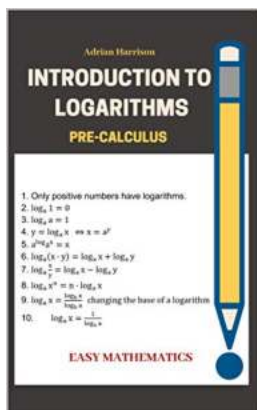 Adrian Harrison
INTRODUCTION TO
LOGARITHMS
PRE-CALCULUS
1. Only positive numbers have logarithms.
2. logₐ 1 = 0
3. logₐ a = 1
4. y = logₐ x ⇔ x = aʸ
5. a^(logₐ x) = x
6. logₐ(x · y) = logₐ x + logₐ y
7. logₐ x/y = logₐ x − logₐ y
8. logₐ xⁿ = n · logₐ x
9. logₐ x = log_b x / log_b a changing the base of a logarithm
10. logₐ x = 1 / logₓ a
EASY MATHEMATICS